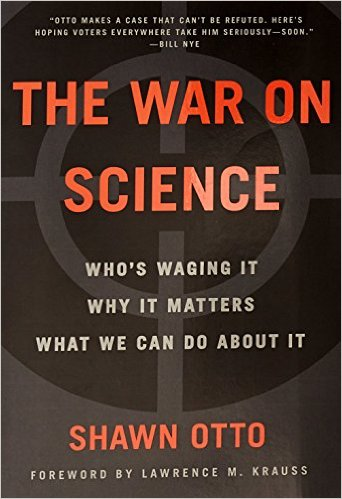 "OTTO MAKES A CASE THAT CAN'T BE REFUTED. HERE'S
HOPING VOTERS EVERYWHERE TAKE HIM SERIOUSLY—SOON."
—BILL NYE
THE WAR ON
SCIENCE
WHO'S WAGING IT
WHY IT MATTERS
WHAT WE CAN DO ABOUT IT
SHAWN OTTO
FOREWORD BY LAWRENCE M. KRAUSS